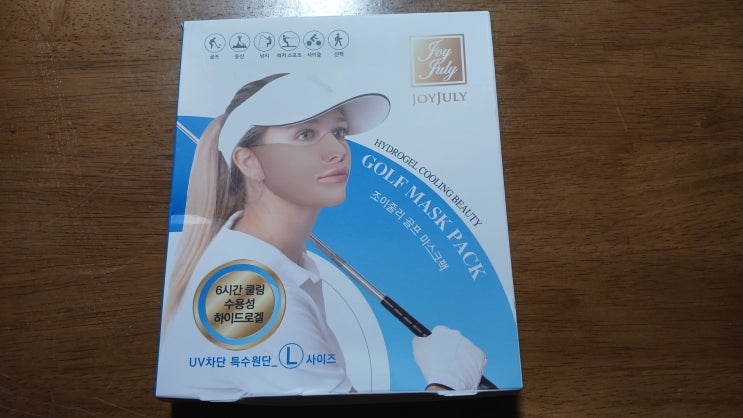 골프 등산 낚시 레저 스포츠 사이클 산책
Joy
July
JOYJULY
HYDROGEL COOLING BEAUTY
GOLF MASK PACK
조이줄리 골프 마스크팩
6시간 쿨링
수용성
하이드로겔
UV차단 특수원단_ L 사이즈